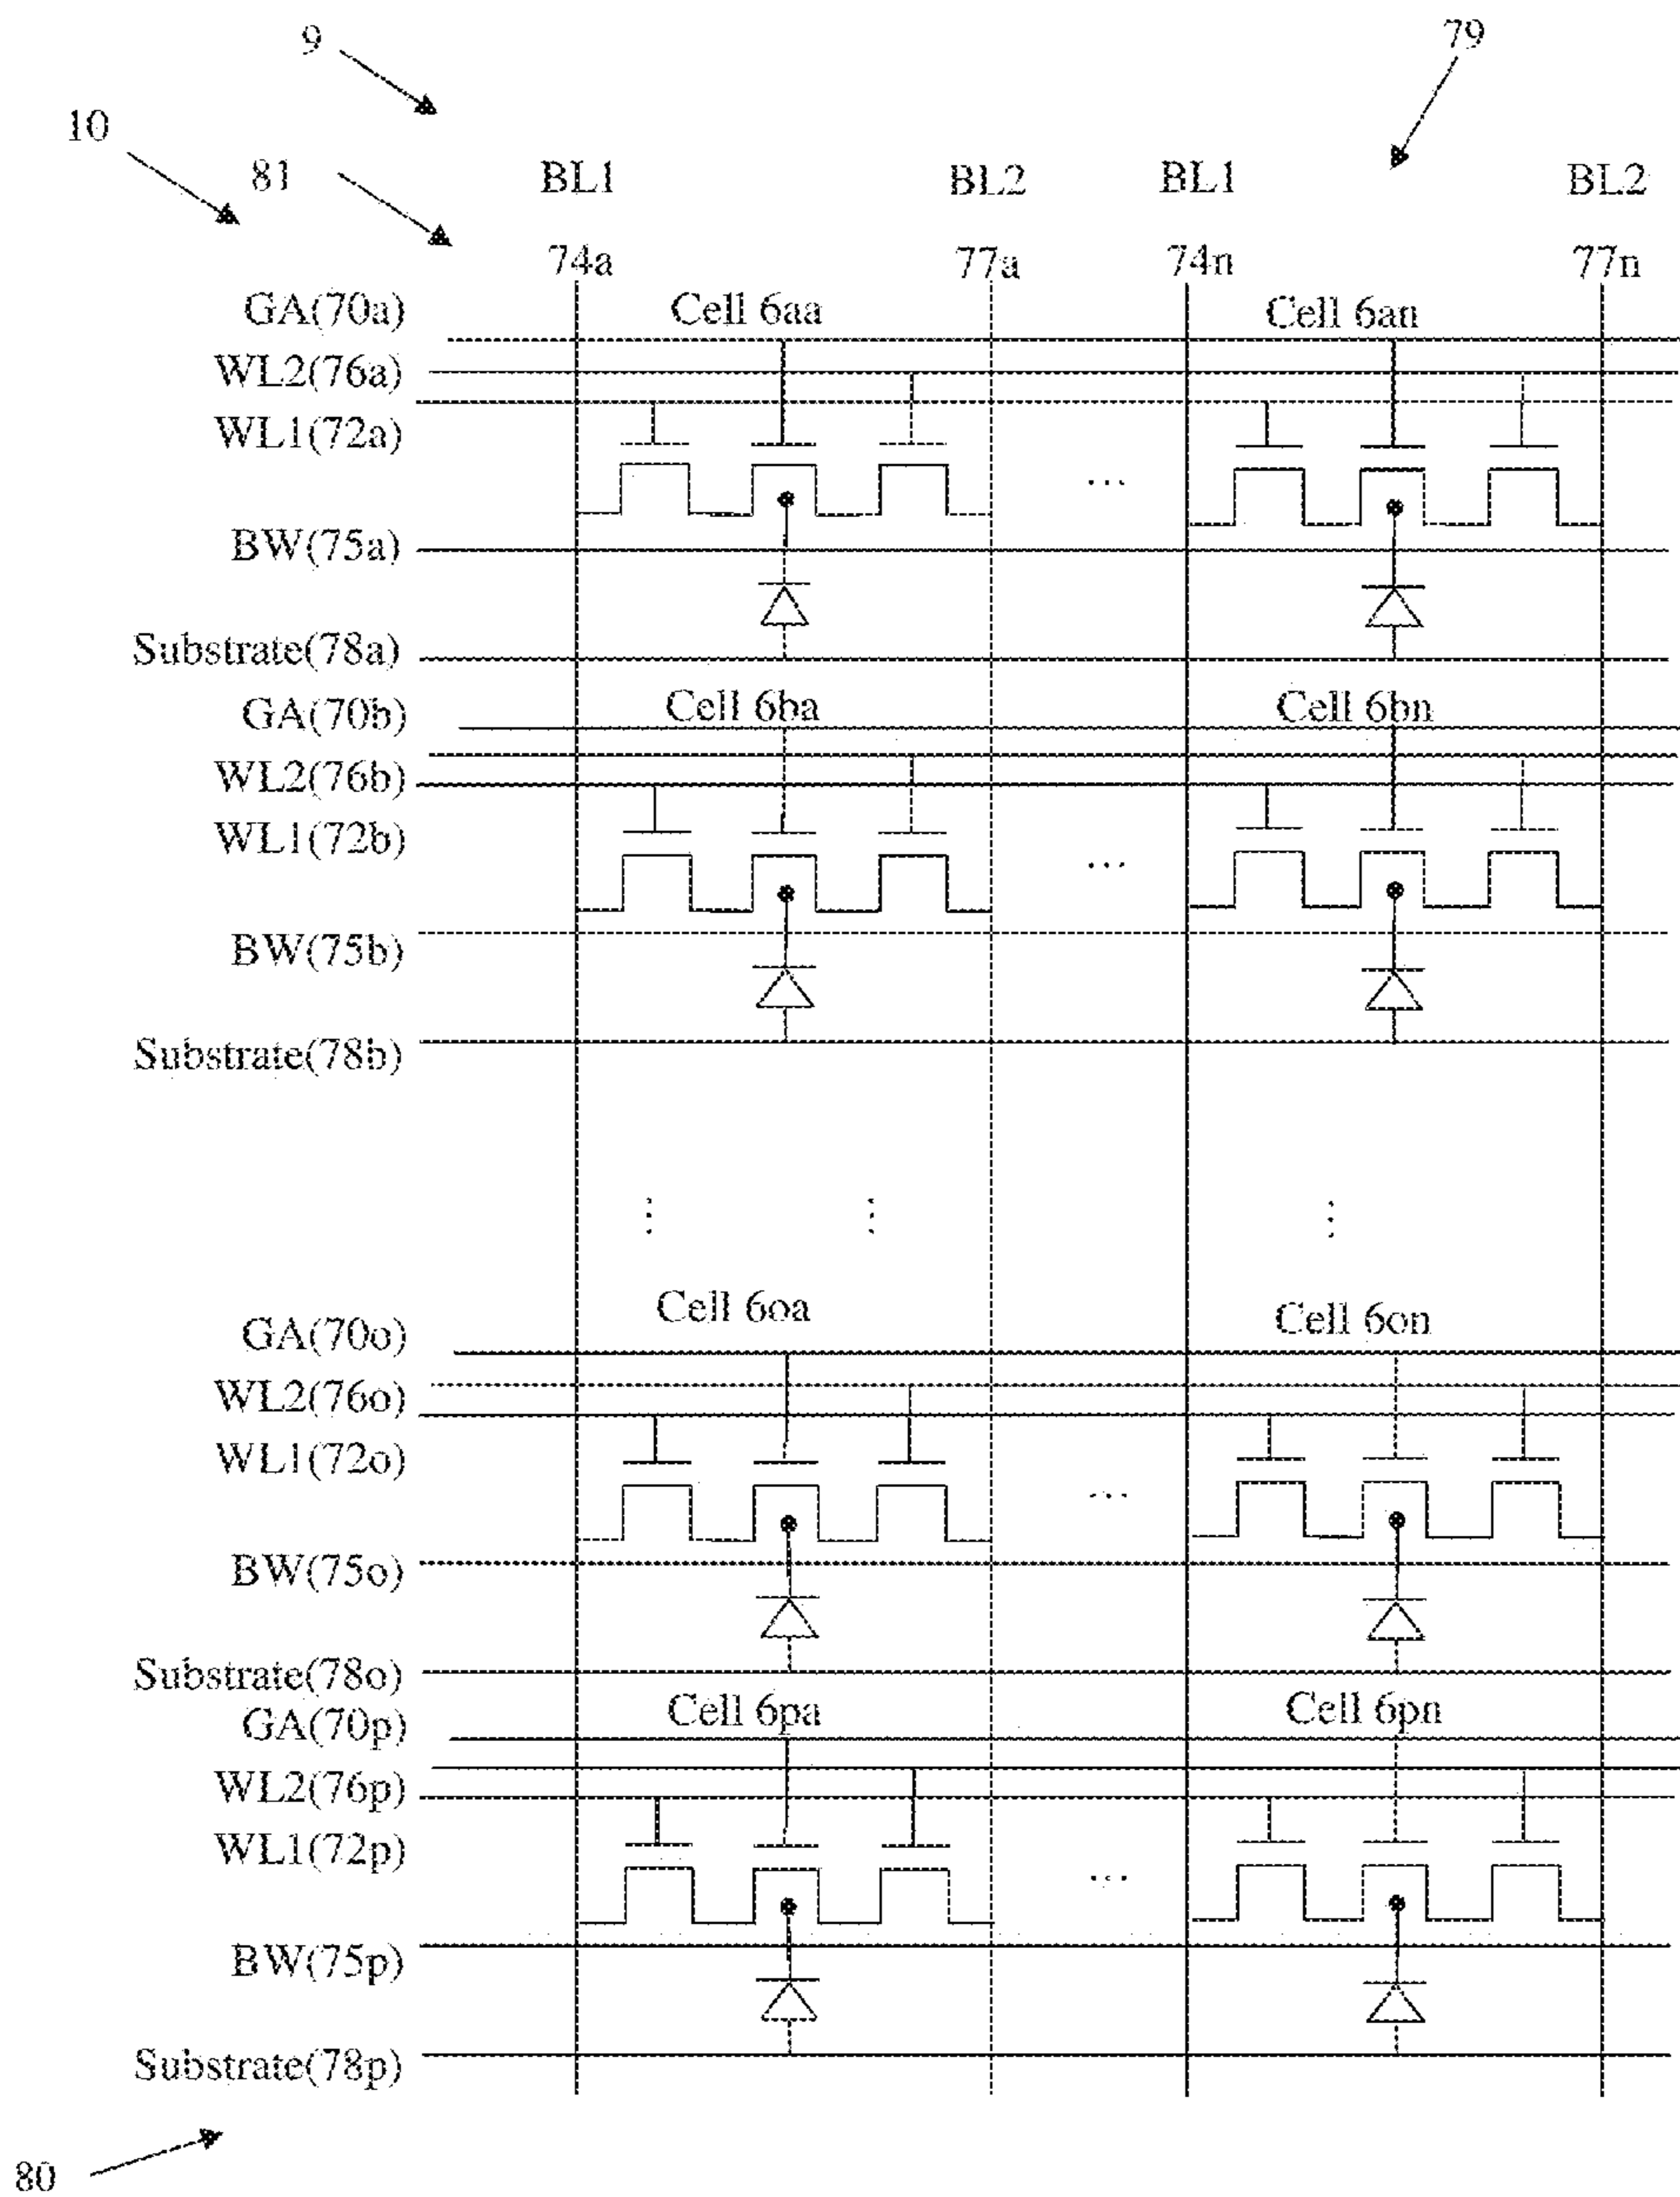 9
79
10
81
BL1 BL2 BL1 BL2
74a 77a 74n 77n
GA(70a) Cell 6aa Cell 6an
WL2(76a)
WL1(72a)
...
BW(75a)
Substrate(78a)
GA(70b) Cell 6ba Cell 6bn
WL2(76b)
WL1(72b)
...
BW(75b)
Substrate(78b)
Cell 6oa Cell 6on
GA(70o)
WL2(76o)
WL1(72o)
...
BW(75o)
Substrate(78o)
GA(70p) Cell 6pa Cell 6pn
WL2(76p)
WL1(72p)
...
BW(75p)
Substrate(78p)
80